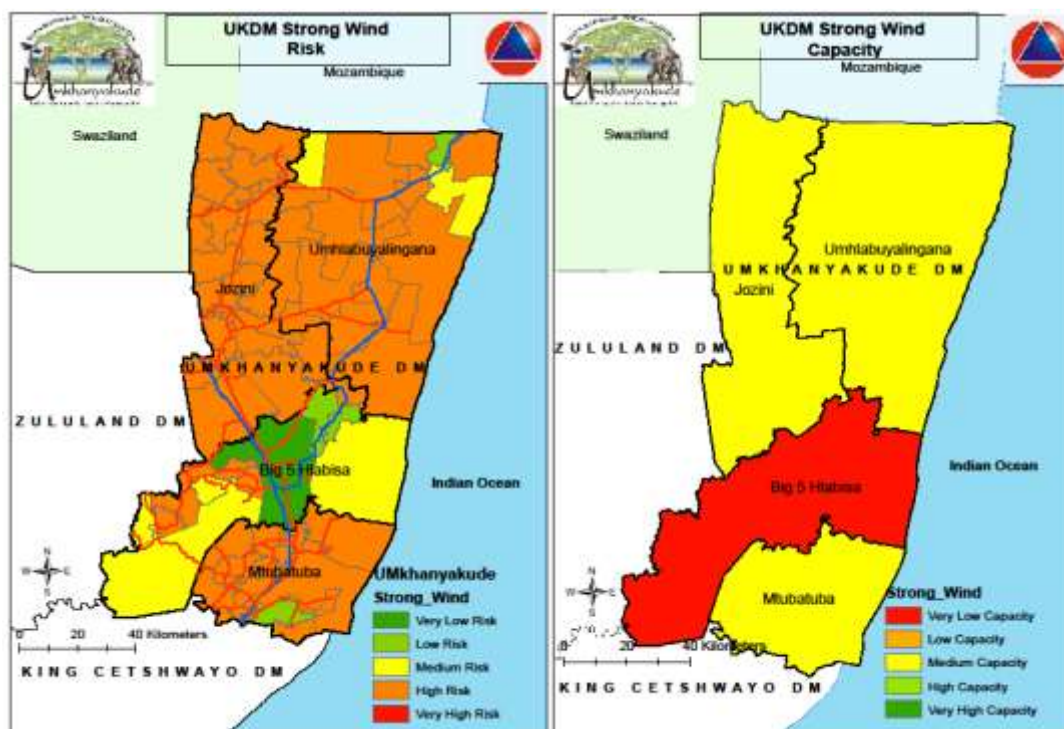 UKDM Strong Wind
Risk
Umkhanyakude
Mozambique
Swaziland
Umhlabuyalingana
Jozini
UMKHANYAKUDE DM
ZULULAND DM
Big 5 Hlabisa
Indian Ocean
N
W E
S
Mtubatuba
UMkhanyakude
Strong_Wind
Very Low Risk
Low Risk
Medium Risk
High Risk
Very High Risk
0 20 40 Kilometers
KING CETSHWAYO DM
UKDM Strong Wind
Capacity
Umkhanyakude
Mozambique
Swaziland
Umhlabuyalingana
UMKHANYAKUDE DM
Jozini
ZULULAND DM
Indian Ocean
Big 5 Hlabisa
N
W E
S
Mtubatuba
Strong_Wind
Very Low Capacity
Low Capacity
Medium Capacity
High Capacity
Very High Capacity
0 20 40 Kilometers
KING CETSHWAYO DM